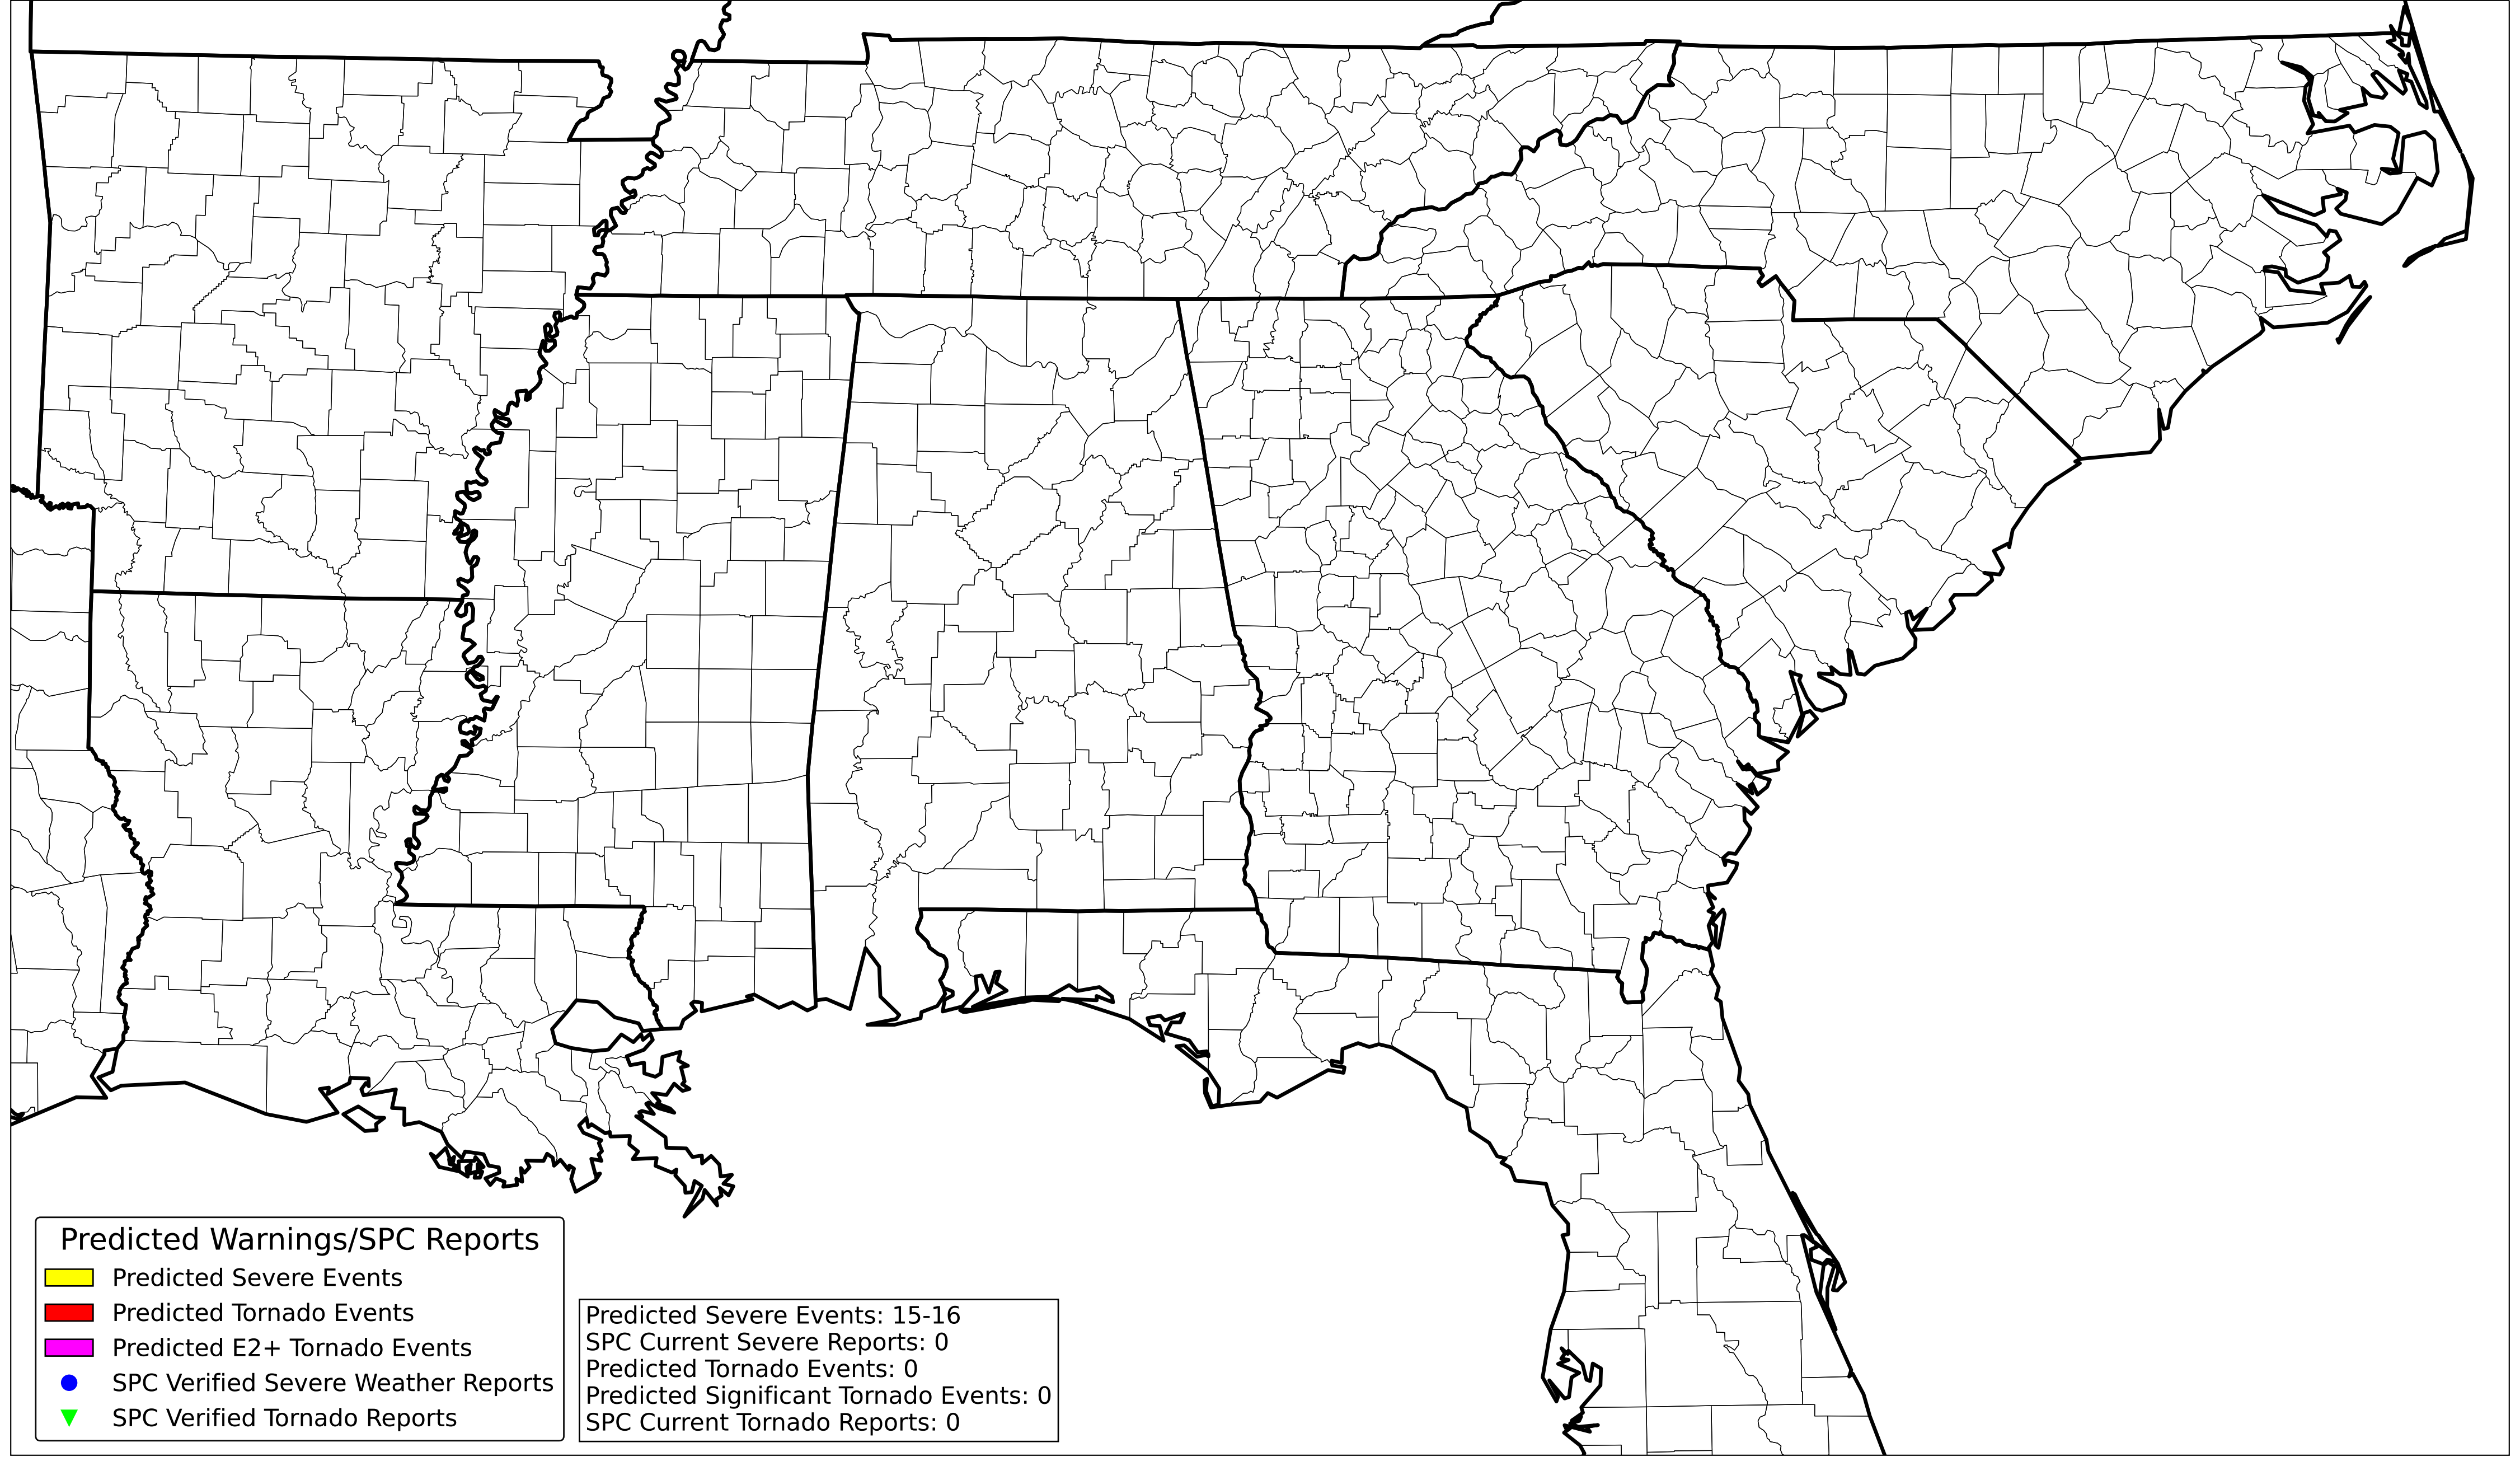 Predicted Warnings/SPC Reports
Predicted Severe Events
Predicted Tornado Events
Predicted E2+ Tornado Events
SPC Verified Severe Weather Reports
SPC Verified Tornado Reports
Predicted Severe Events: 15-16
SPC Current Severe Reports: 0
Predicted Tornado Events: 0
Predicted Significant Tornado Events: 0
SPC Current Tornado Reports: 0